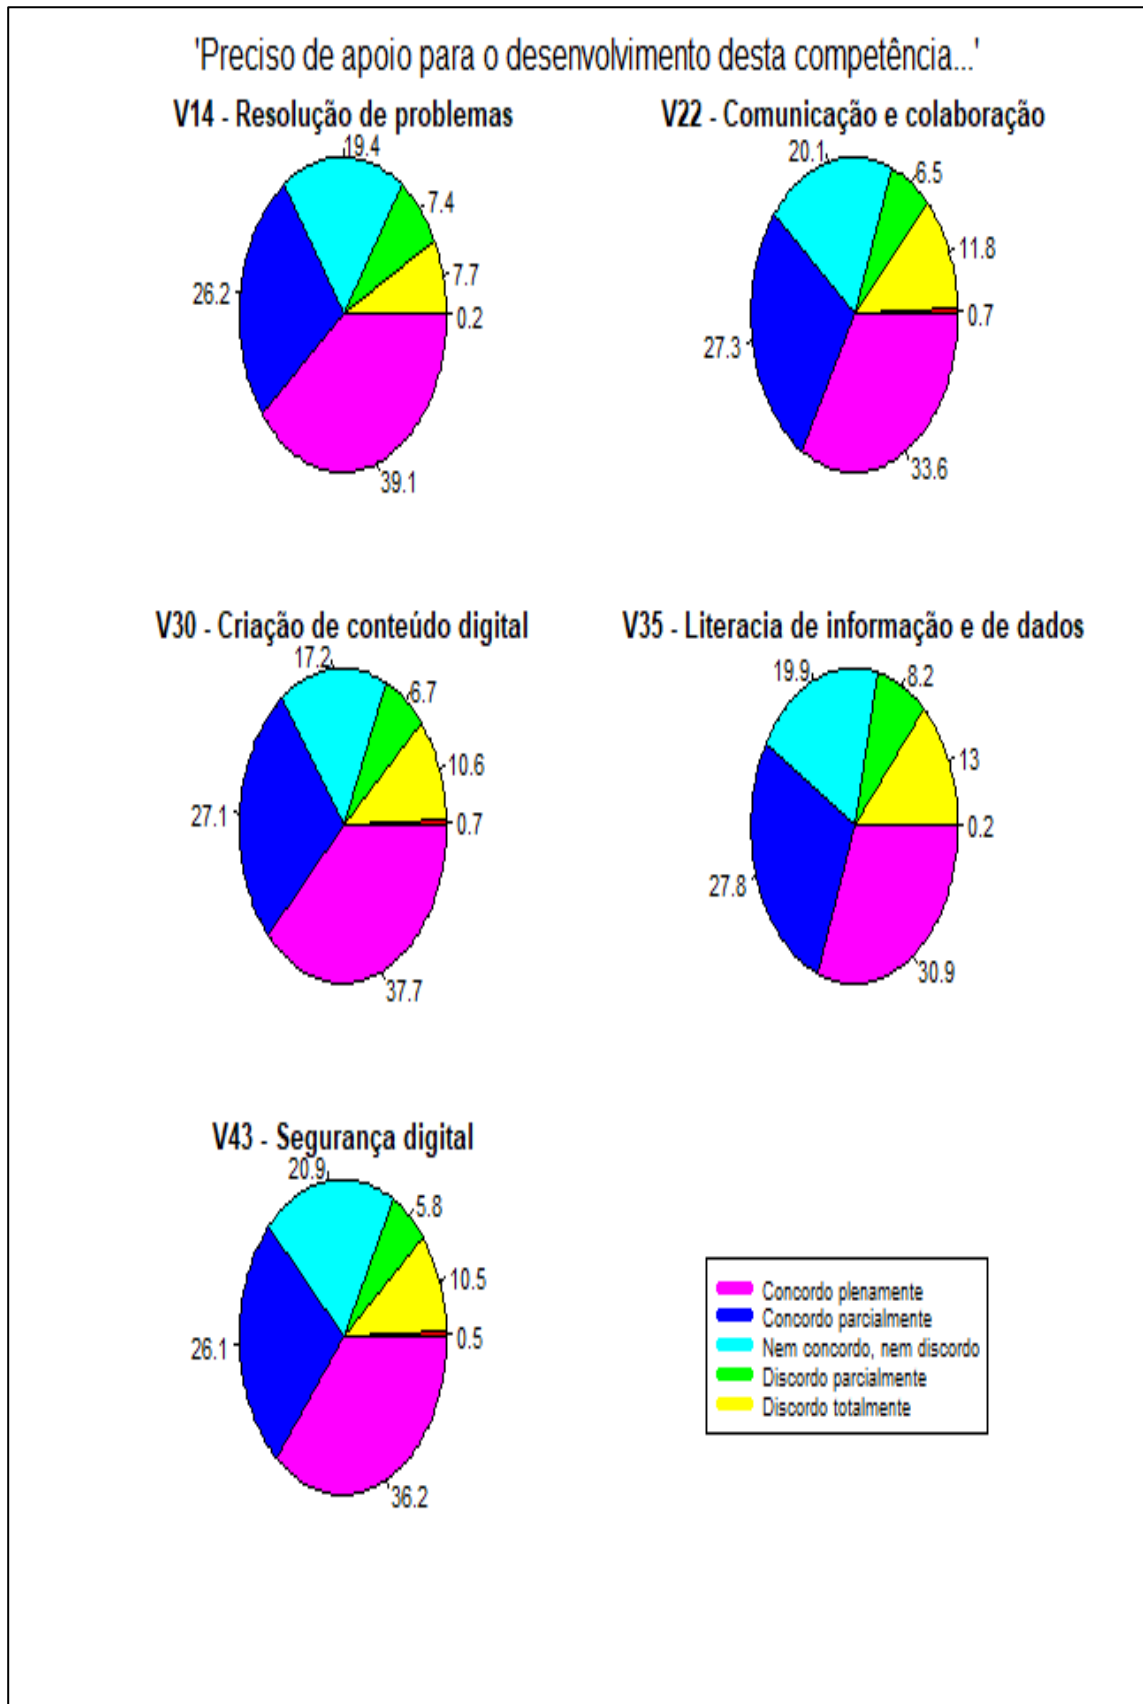 'Preciso de apoio para o desenvolvimento desta competência...'
V14 - Resolução de problemas
19.4
7.4
7.7
0.2
26.2
39.1
V22 - Comunicação e colaboração
20.1
6.5
11.8
0.7
27.3
33.6
V30 - Criação de conteúdo digital
17.2
6.7
10.6
0.7
27.1
37.7
V35 - Literacia de informação e de dados
19.9
8.2
13
0.2
27.8
30.9
V43 - Segurança digital
20.9
5.8
10.5
0.5
26.1
36.2
Concordo plenamente
Concordo parcialmente
Nem concordo, nem discordo
Discordo parcialmente
Discordo totalmente